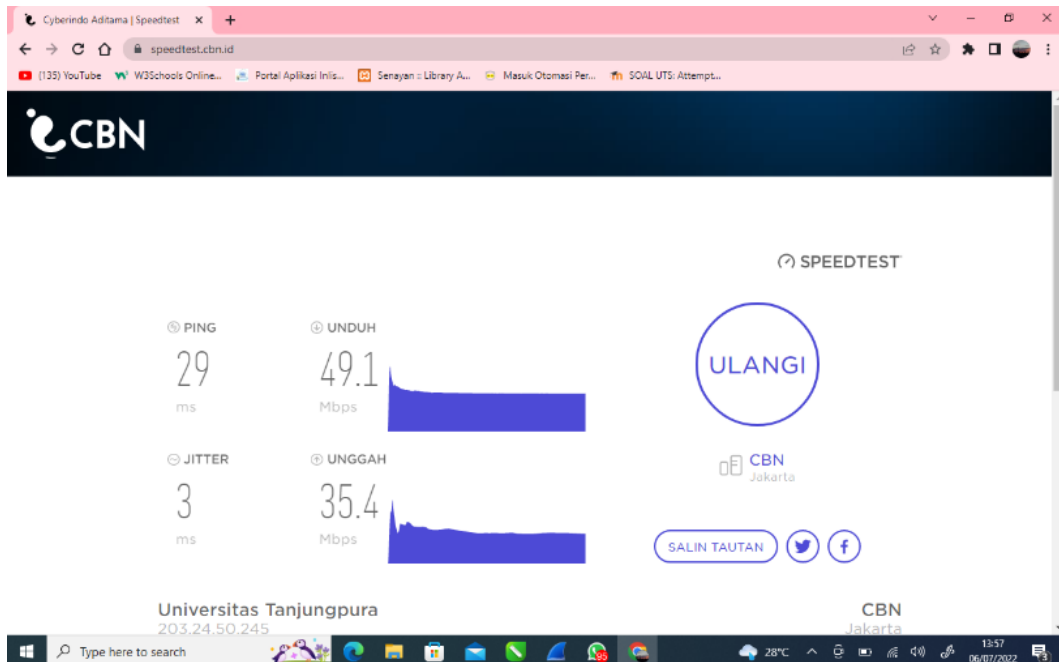 Cyberindo Aditama | Speedtest
speedtest.cbn.id
(135) YouTube W3Schools Online... Portal Aplikasi Inlis... Senayan :: Library A... Masuk Otomasi Per... SOAL UTS: Attempt...
CBN
SPEEDTEST
PING UNDUH
29 49.1
ms Mbps
ULANGI
JITTER UNGGAH
3 35.4
ms Mbps
CBN
Jakarta
SALIN TAUTAN
Universitas Tanjungpura
203.24.50.245
CBN
Jakarta
Type here to search
95
28°C
13:57
06/07/2022
3